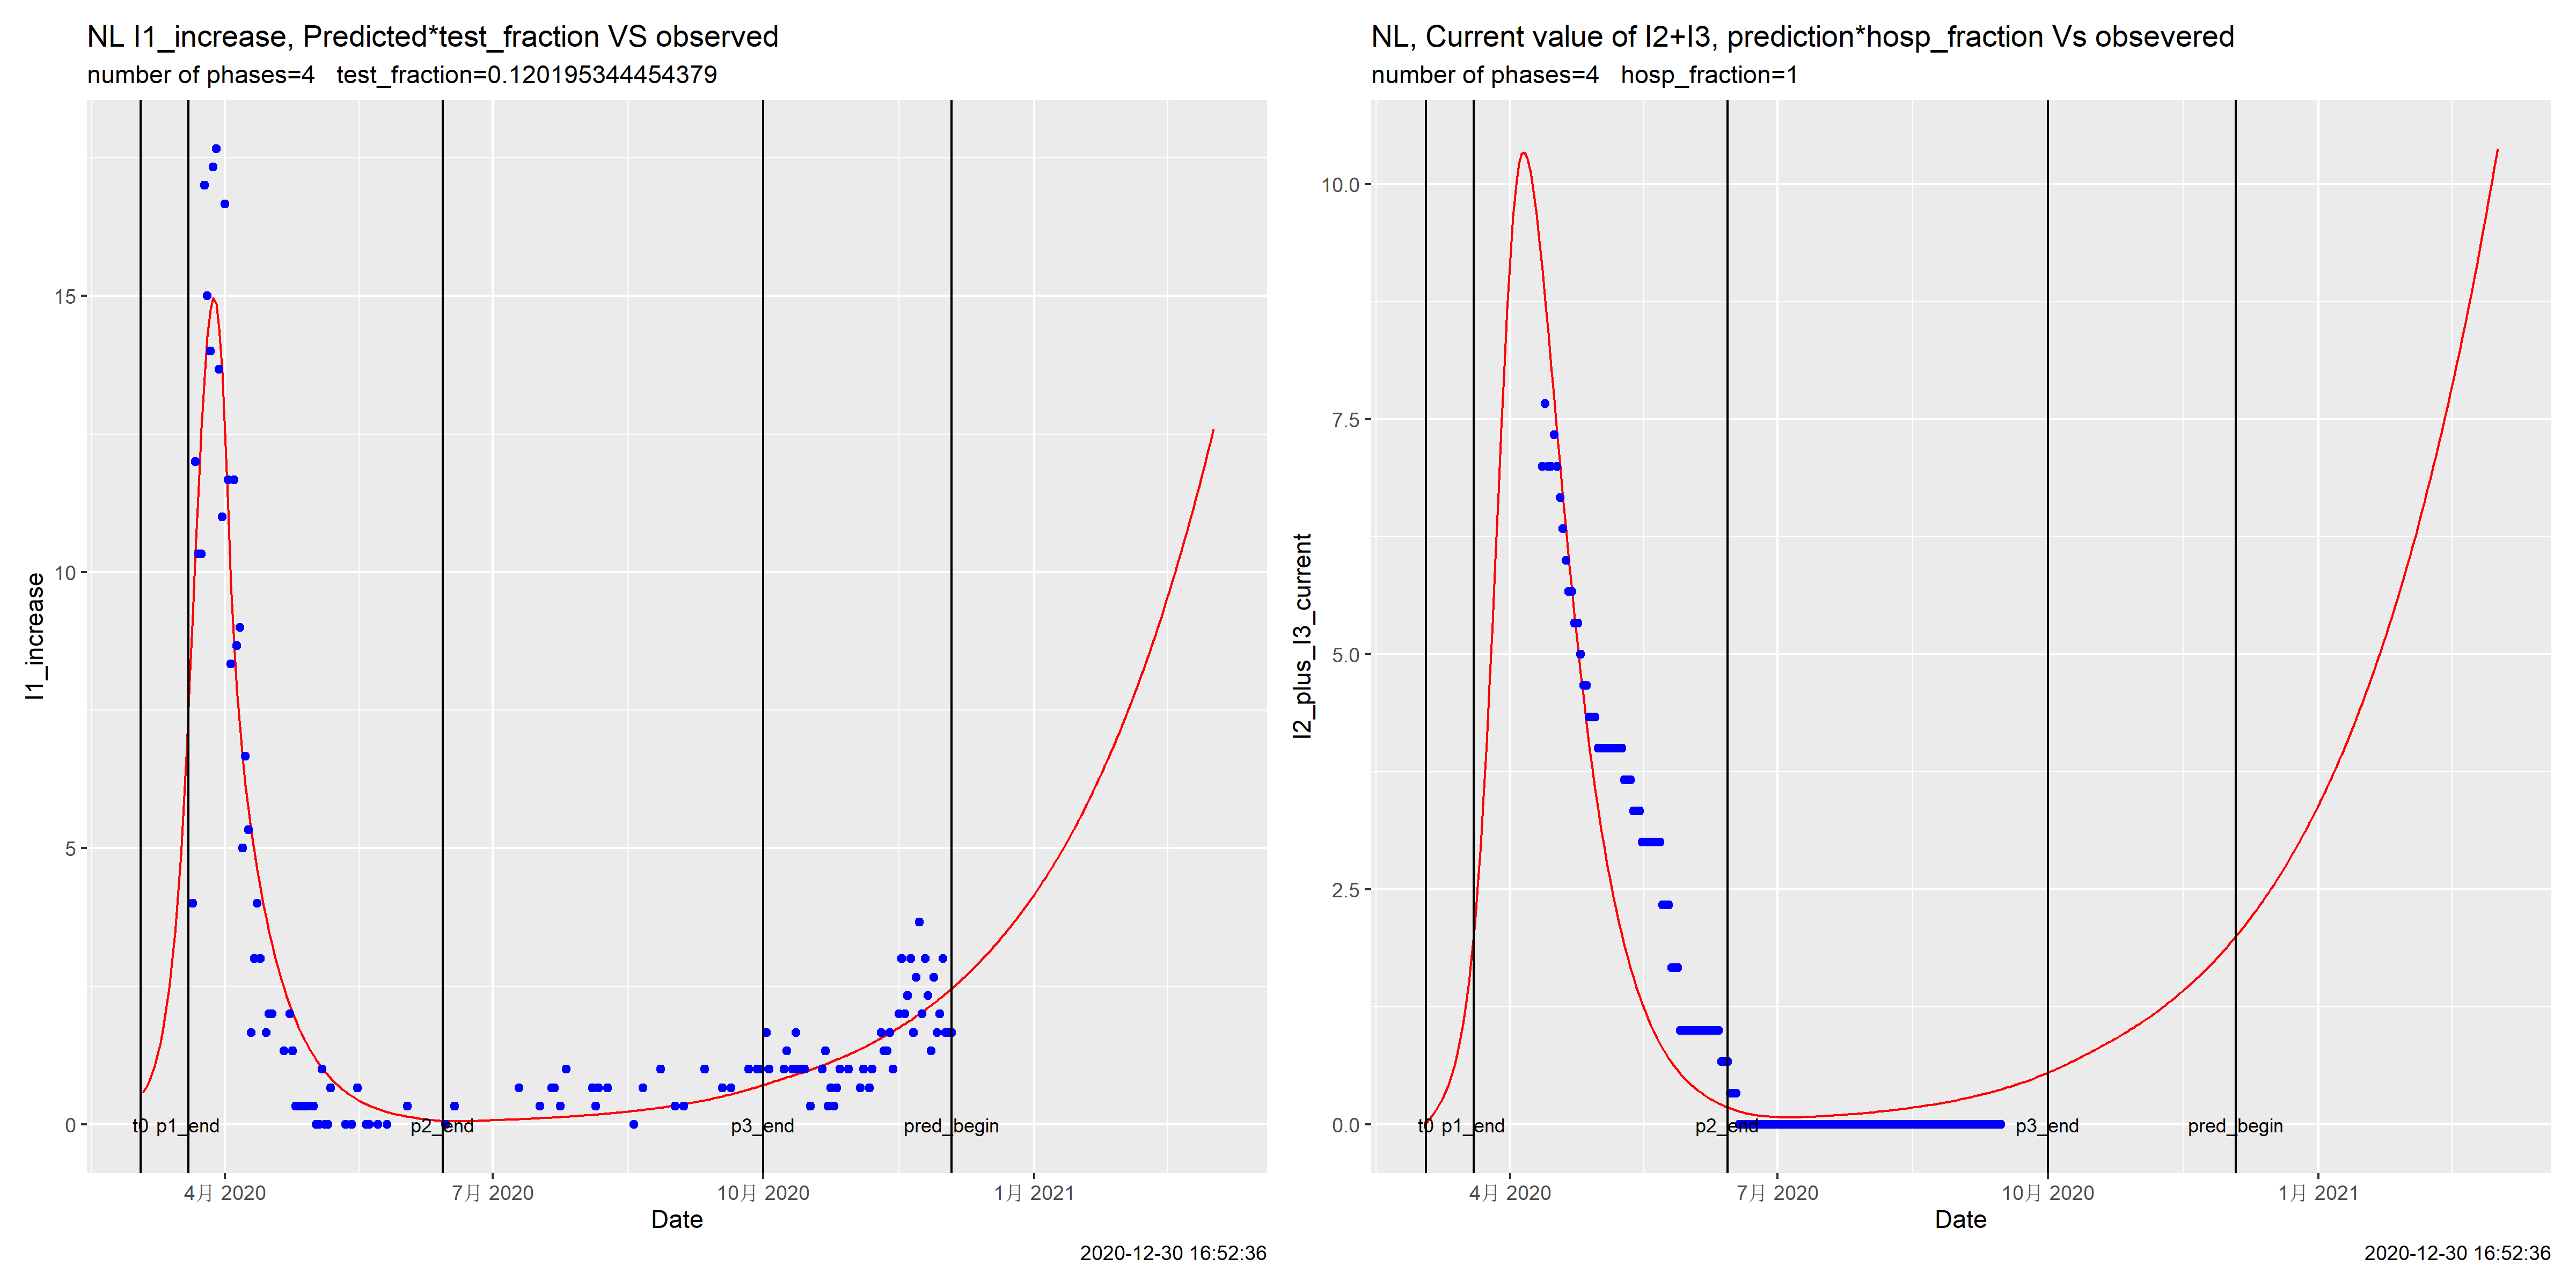 NL I1_increase, Predicted*test_fraction VS observed
number of phases=4   test_fraction=0.120195344454379
I1_increase
15
10
5
0
t0 p1_end p2_end p3_end pred_begin
4月 2020 7月 2020 10月 2020 1月 2021
Date
2020-12-30 16:52:36
NL, Current value of I2+I3, prediction*hosp_fraction Vs obsevered
number of phases=4   hosp_fraction=1
I2_plus_I3_current
10.0
7.5
5.0
2.5
0.0
t0 p1_end p2_end p3_end pred_begin
4月 2020 7月 2020 10月 2020 1月 2021
Date
2020-12-30 16:52:36